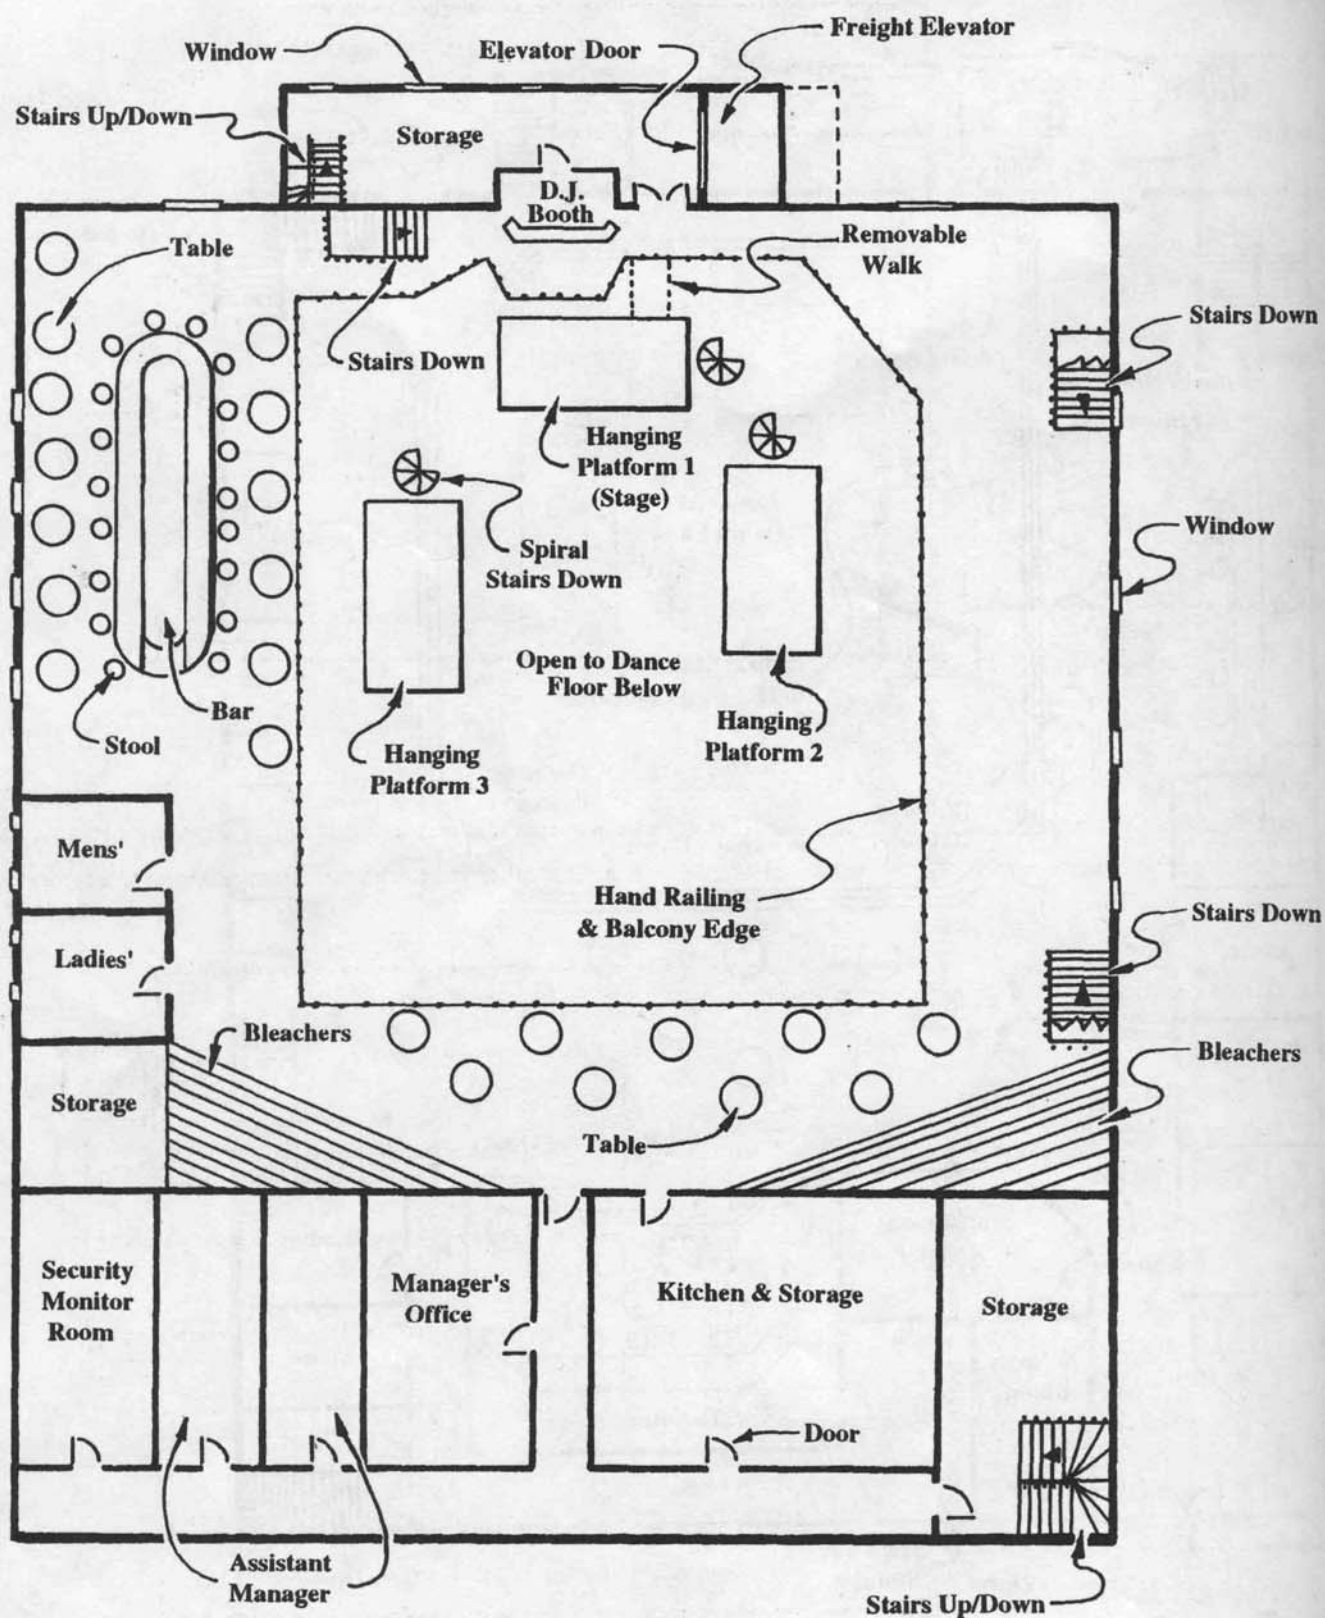 Window
Elevator Door
Freight Elevator
Stairs Up/Down
Storage
D.J.
Booth
Table
Removable
Walk
Stairs Down
Stairs Down
Hanging
Platform 1
(Stage)
Window
Spiral
Stairs Down
Open to Dance
Floor Below
Bar
Stool
Hanging
Platform 2
Hanging
Platform 3
Mens'
Hand Railing
& Balcony Edge
Stairs Down
Ladies'
Bleachers
Bleachers
Storage
Table
Security
Monitor
Room
Manager's
Office
Kitchen & Storage
Storage
Door
Assistant
Manager
Stairs Up/Down